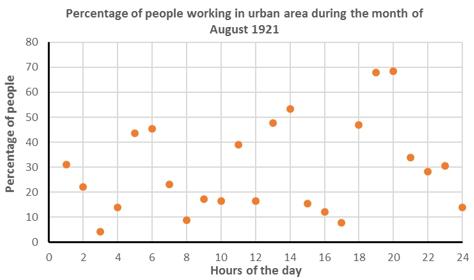 Percentage of people working in urban area during the month of
August 1921
80
70
60
50
40
30
20
10
0
Percentage of people
0 2 4 6 8 10 12 14 16 18 20 22 24
Hours of the day